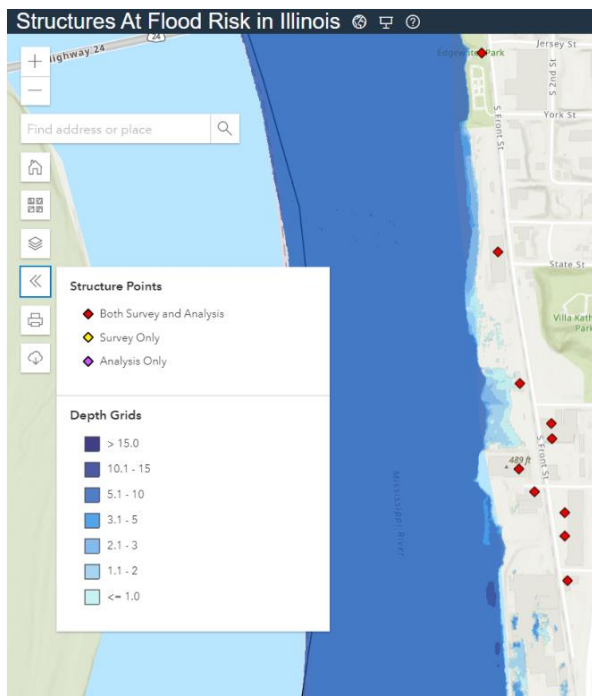 Structures At Flood Risk in Illinois
24
Highway 24
Edgewater Park
Jersey St
S 2nd St
York St
S Front St
Find address or place
State St
Villa Kath
Park
Structure Points
Both Survey and Analysis
Survey Only
Analysis Only
Depth Grids
> 15.0
10.1 - 15
5.1 - 10
3.1 - 5
2.1 - 3
1.1 - 2
<= 1.0
S Front St
489 ft
Mississippi River